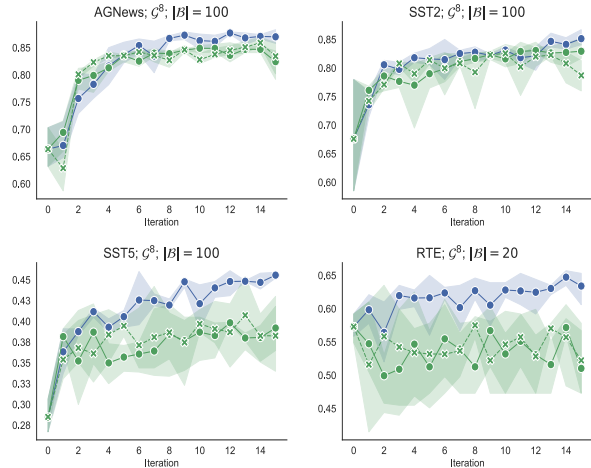 AGNews; 𝒢⁸; |ℬ| = 100
0.85
0.80
0.75
0.70
0.65
0.60
0 2 4 6 8 10 12 14
Iteration
SST2; 𝒢⁸; |ℬ| = 100
0.85
0.80
0.75
0.70
0.65
0.60
0 2 4 6 8 10 12 14
Iteration
SST5; 𝒢⁸; |ℬ| = 100
0.45
0.43
0.40
0.38
0.35
0.33
0.30
0.28
0 2 4 6 8 10 12 14
Iteration
RTE; 𝒢⁸; |ℬ| = 20
0.65
0.60
0.55
0.50
0.45
0 2 4 6 8 10 12 14
Iteration